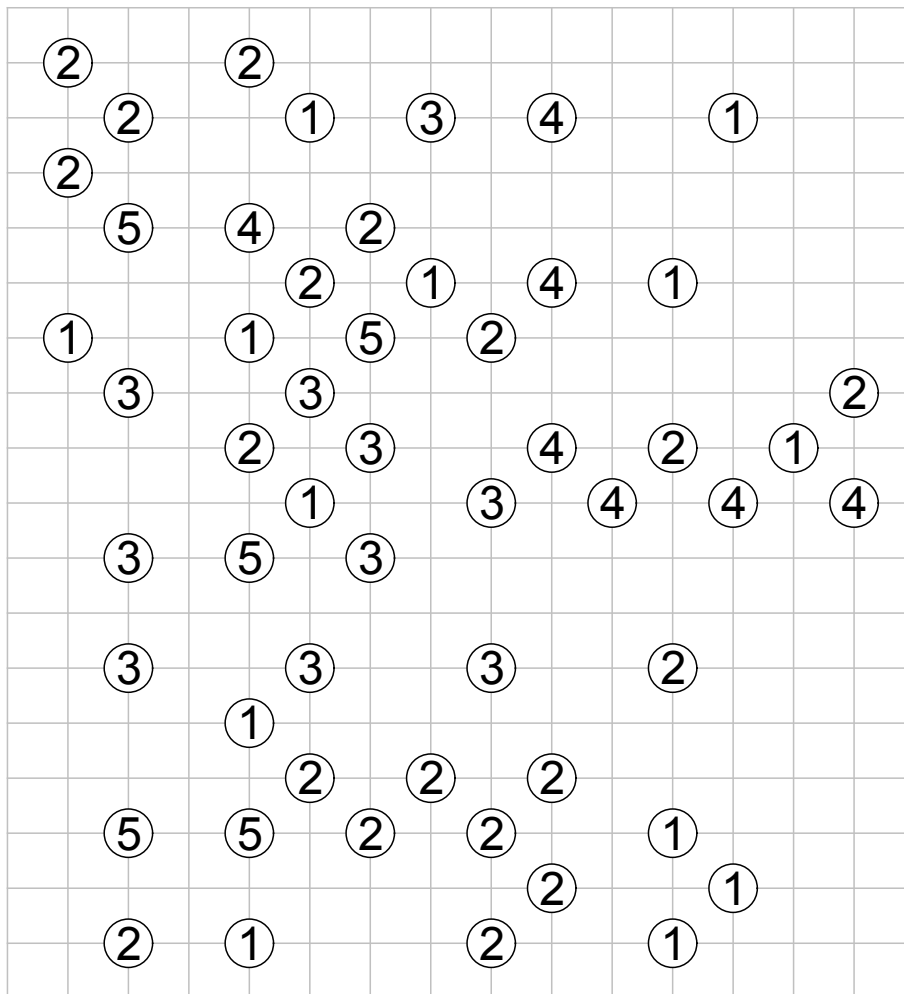 2 2
2 1 3 4 1
2
5 4 2
2 1 4 1
1 1 5 2
3 3 2
2 3 4 2 1
1 3 4 4 4
3 5 3
3 3 3 2
1
2 2 2
5 5 2 2 1
2 1
2 1 2 1